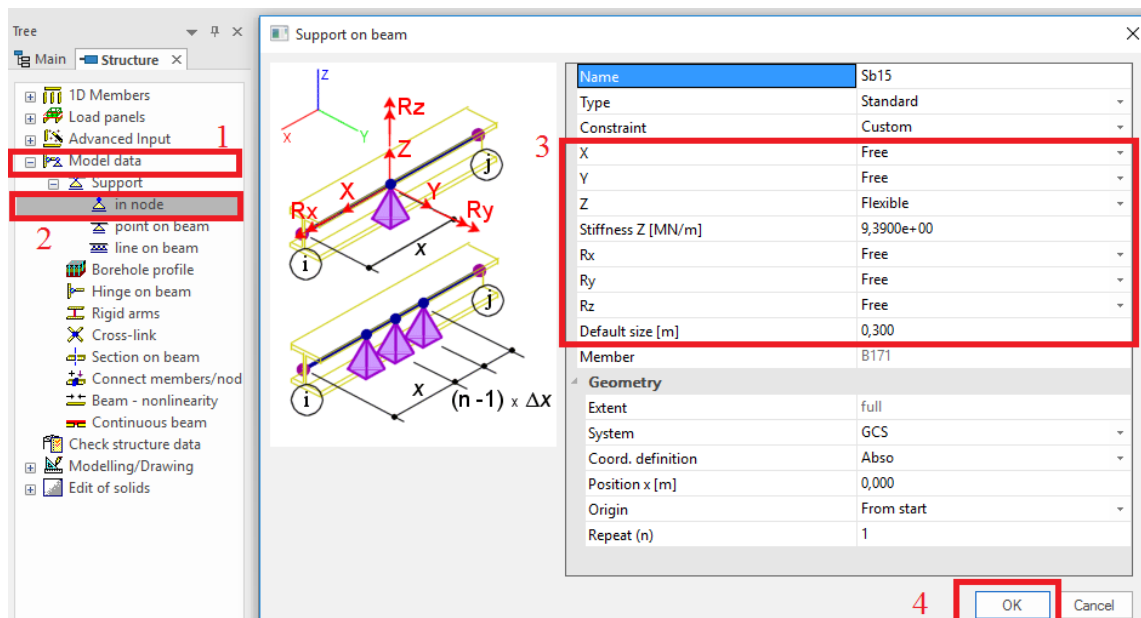 Tree
Main
Structure
1D Members
Load panels
Advanced Input
1
Model data
Support
in node
2
point on beam
line on beam
Borehole profile
Hinge on beam
Rigid arms
Cross-link
Section on beam
Connect members/nod
Beam - nonlinearity
Continuous beam
Check structure data
Modelling/Drawing
Edit of solids
Support on beam
Z
X
Y
Rz
Z
j
X
Y
Rx
Ry
x
i
j
i
x
(n -1) x Δx
3
Name Sb15
Type Standard
Constraint Custom
X Free
Y Free
Z Flexible
Stiffness Z [MN/m] 9,3900e+00
Rx Free
Ry Free
Rz Free
Default size [m] 0,300
Member B171
Geometry
Extent full
System GCS
Coord. definition Abso
Position x [m] 0,000
Origin From start
Repeat (n) 1
4
OK Cancel